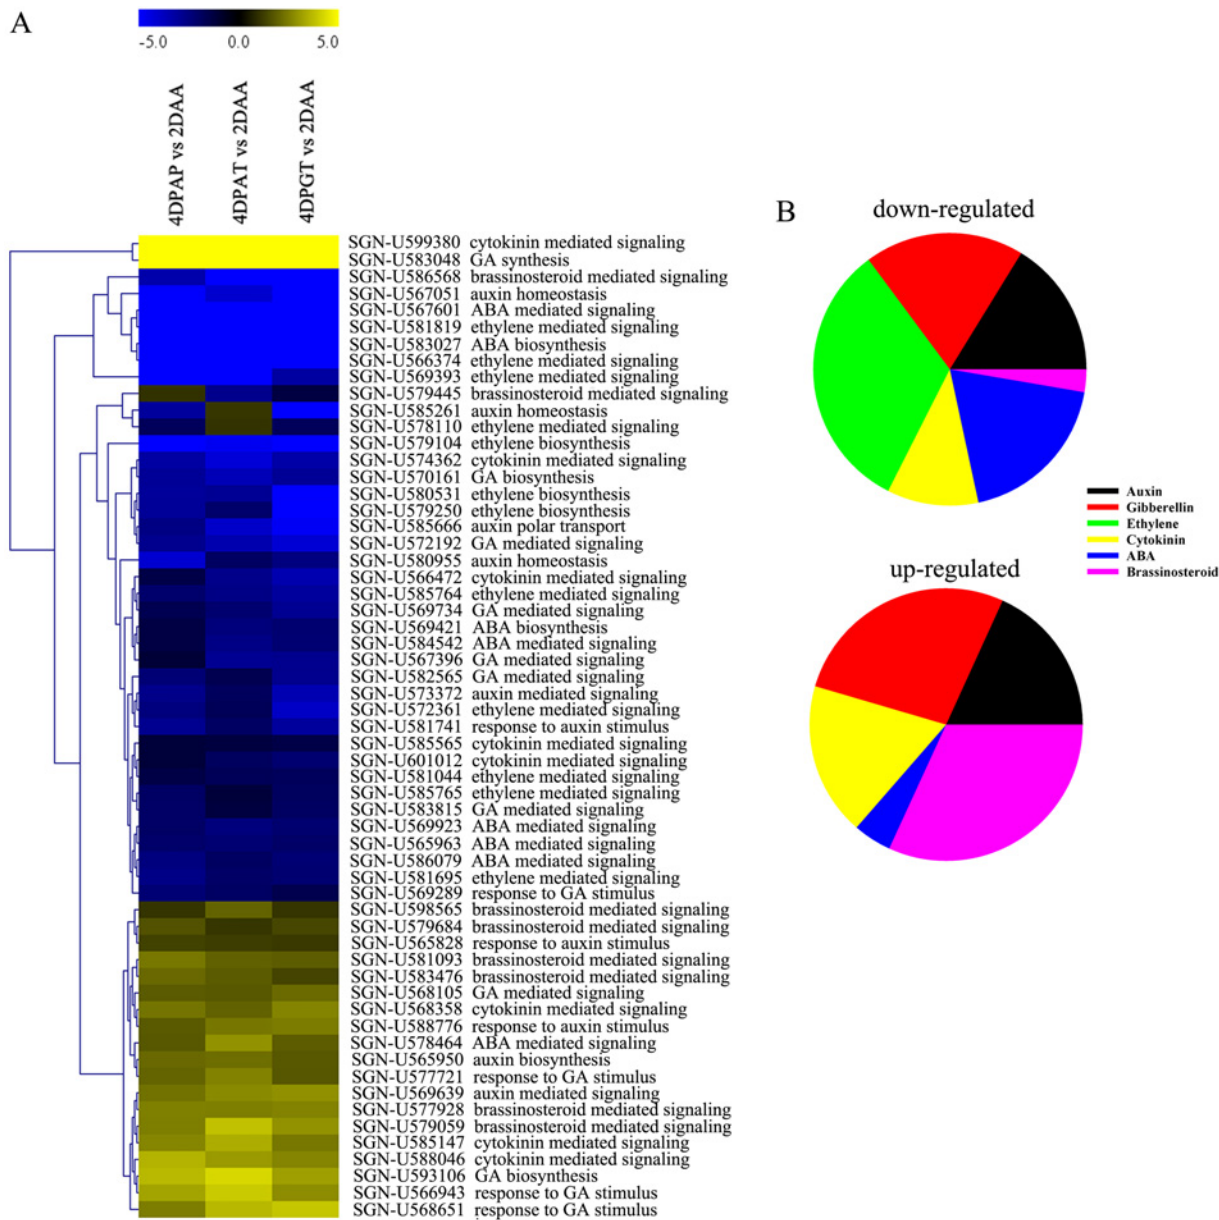 A
-5.0 0.0 5.0
4DPAP vs 2DAA
4DPAT vs 2DAA
4DPGT vs 2DAA
SGN-U599380 cytokinin mediated signaling
SGN-U583048 GA synthesis
SGN-U586568 brassinosteroid mediated signaling
SGN-U567051 auxin homeostasis
SGN-U567601 ABA mediated signaling
SGN-U581819 ethylene mediated signaling
SGN-U583027 ABA biosynthesis
SGN-U566374 ethylene mediated signaling
SGN-U569393 ethylene mediated signaling
SGN-U579445 brassinosteroid mediated signaling
SGN-U585261 auxin homeostasis
SGN-U578110 ethylene mediated signaling
SGN-U579104 ethylene biosynthesis
SGN-U574362 cytokinin mediated signaling
SGN-U570161 GA biosynthesis
SGN-U580531 ethylene biosynthesis
SGN-U579250 ethylene biosynthesis
SGN-U585666 auxin polar transport
SGN-U572192 GA mediated signaling
SGN-U580955 auxin homeostasis
SGN-U566472 cytokinin mediated signaling
SGN-U585764 ethylene mediated signaling
SGN-U569734 GA mediated signaling
SGN-U569421 ABA biosynthesis
SGN-U584542 ABA mediated signaling
SGN-U567396 GA mediated signaling
SGN-U582565 GA mediated signaling
SGN-U573372 auxin mediated signaling
SGN-U572361 ethylene mediated signaling
SGN-U581741 response to auxin stimulus
SGN-U585565 cytokinin mediated signaling
SGN-U601012 cytokinin mediated signaling
SGN-U581044 ethylene mediated signaling
SGN-U585765 ethylene mediated signaling
SGN-U583815 GA mediated signaling
SGN-U569923 ABA mediated signaling
SGN-U565963 ABA mediated signaling
SGN-U586079 ABA mediated signaling
SGN-U581695 ethylene mediated signaling
SGN-U569289 response to GA stimulus
SGN-U598565 brassinosteroid mediated signaling
SGN-U579684 brassinosteroid mediated signaling
SGN-U565828 response to auxin stimulus
SGN-U581093 brassinosteroid mediated signaling
SGN-U583476 brassinosteroid mediated signaling
SGN-U568105 GA mediated signaling
SGN-U568358 cytokinin mediated signaling
SGN-U588776 response to auxin stimulus
SGN-U578464 ABA mediated signaling
SGN-U565950 auxin biosynthesis
SGN-U577721 response to GA stimulus
SGN-U569639 auxin mediated signaling
SGN-U577928 brassinosteroid mediated signaling
SGN-U579059 brassinosteroid mediated signaling
SGN-U585147 cytokinin mediated signaling
SGN-U588046 cytokinin mediated signaling
SGN-U593106 GA biosynthesis
SGN-U566943 response to GA stimulus
SGN-U568651 response to GA stimulus
B
down-regulated
Auxin
Gibberellin
Ethylene
Cytokinin
ABA
Brassinosteroid
up-regulated